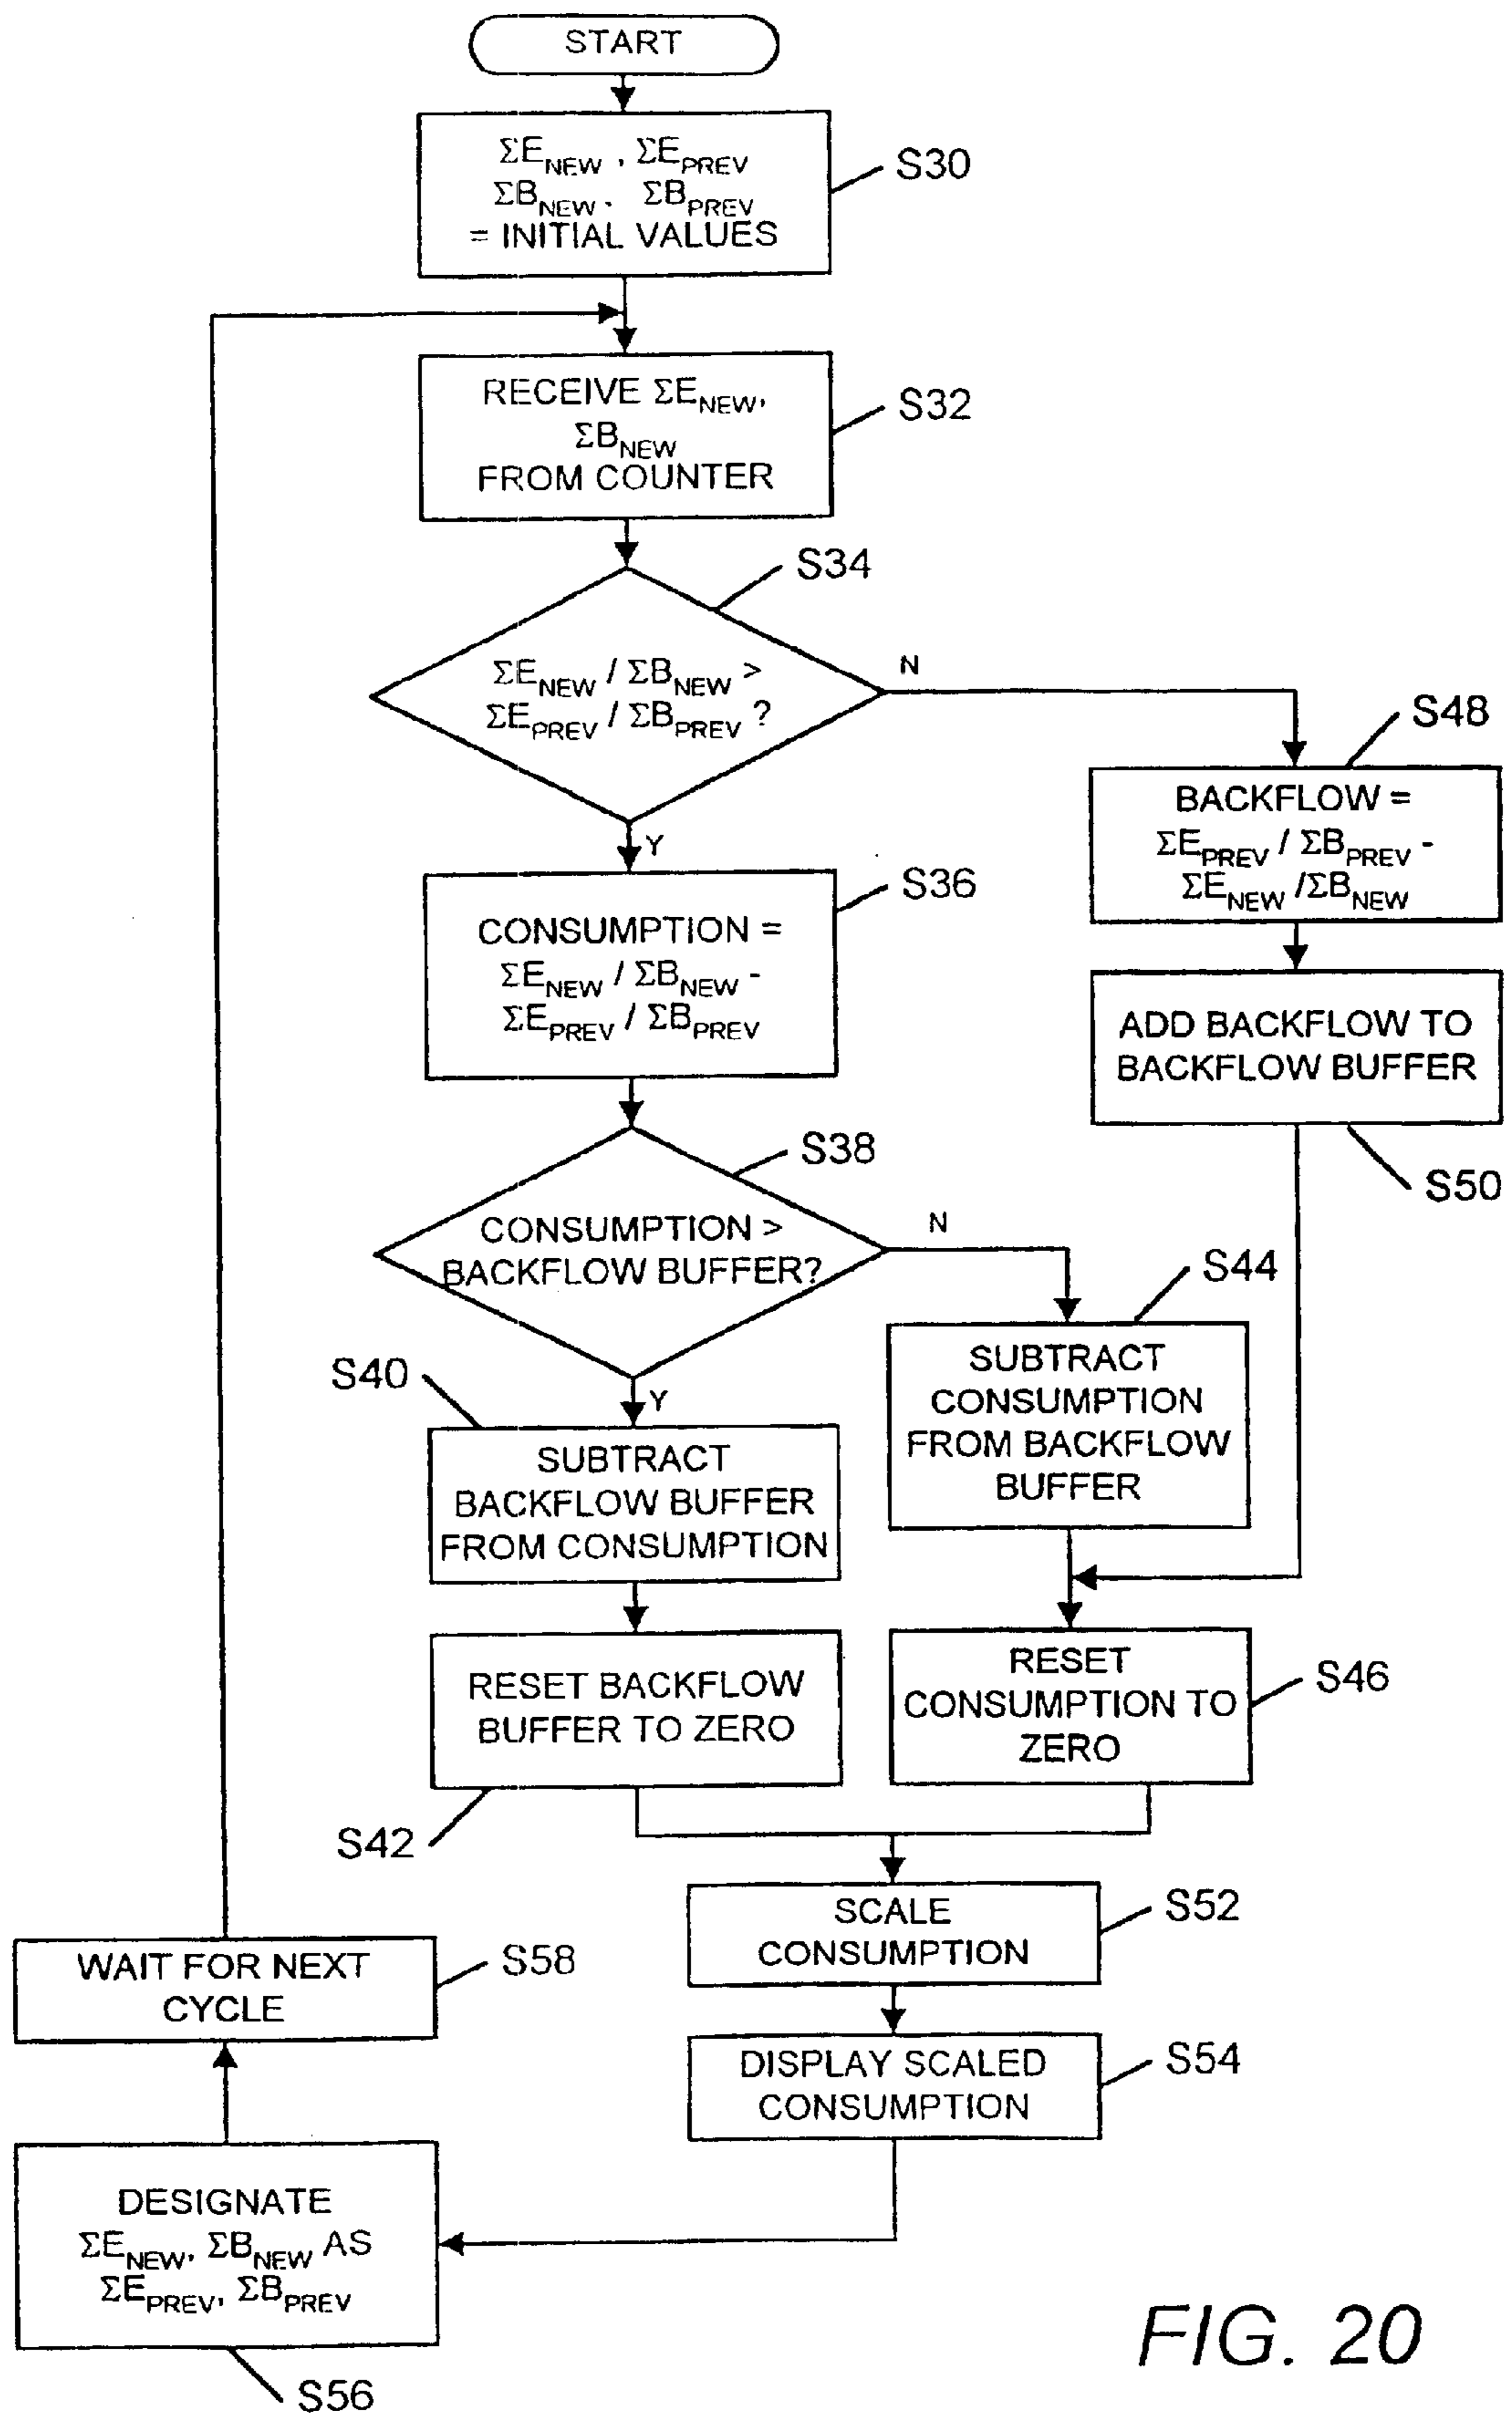 START
ΣE_NEW , ΣE_PREV
ΣB_NEW . ΣB_PREV
= INITIAL VALUES
S30
RECEIVE ΣE_NEW,
ΣB_NEW
FROM COUNTER
S32
S34
ΣE_NEW / ΣB_NEW >
ΣE_PREV / ΣB_PREV ?
N
Y
S48
BACKFLOW =
ΣE_PREV / ΣB_PREV -
ΣE_NEW /ΣB_NEW
S36
CONSUMPTION =
ΣE_NEW / ΣB_NEW -
ΣE_PREV / ΣB_PREV
ADD BACKFLOW TO
BACKFLOW BUFFER
S50
S38
CONSUMPTION >
BACKFLOW BUFFER?
N
Y
S44
SUBTRACT
CONSUMPTION
FROM BACKFLOW
BUFFER
S40
SUBTRACT
BACKFLOW BUFFER
FROM CONSUMPTION
RESET BACKFLOW
BUFFER TO ZERO
S42
RESET
CONSUMPTION TO
ZERO
S46
SCALE
CONSUMPTION
S52
WAIT FOR NEXT
CYCLE
S58
DISPLAY SCALED
CONSUMPTION
S54
DESIGNATE
ΣE_NEW, ΣB_NEW AS
ΣE_PREV, ΣB_PREV
S56
FIG. 20